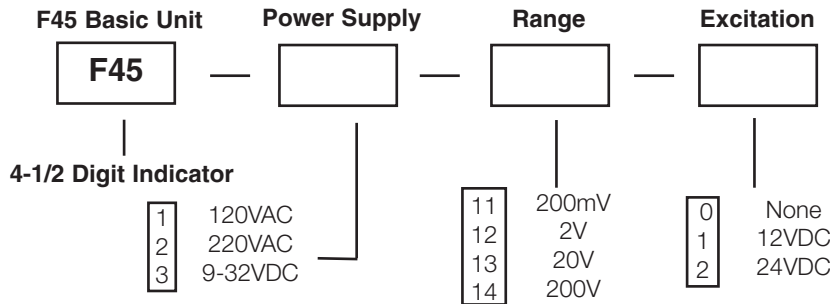 F45 Basic Unit Power Supply Range Excitation
F45
4-1/2 Digit Indicator
1 120VAC
2 220VAC
3 9-32VDC
11 200mV
12 2V
13 20V
14 200V
0 None
1 12VDC
2 24VDC